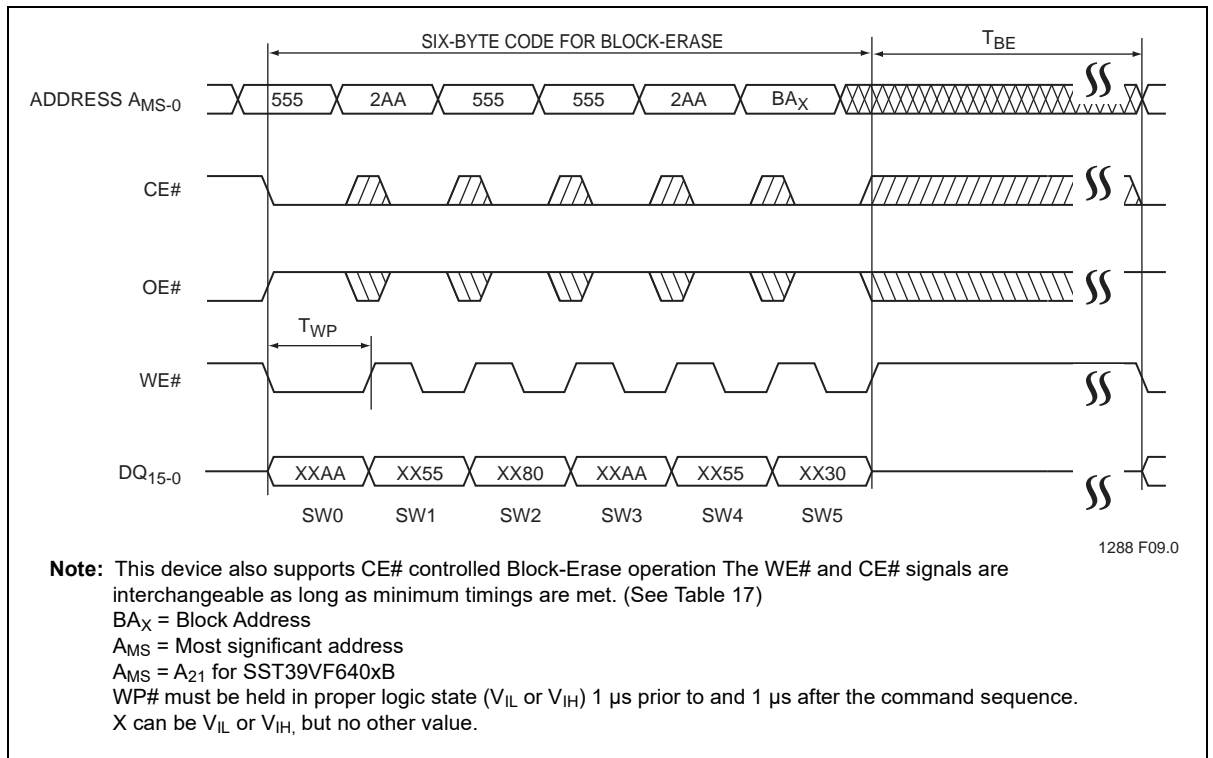 SIX-BYTE CODE FOR BLOCK-ERASE
TBE
ADDRESS AMS-0
555 2AA 555 555 2AA BAX
CE#
OE#
TWP
WE#
DQ15-0
XXAA XX55 XX80 XXAA XX55 XX30
SW0 SW1 SW2 SW3 SW4 SW5
1288 F09.0
Note: This device also supports CE# controlled Block-Erase operation The WE# and CE# signals are
interchangeable as long as minimum timings are met. (See Table 17)
BAX = Block Address
AMS = Most significant address
AMS = A21 for SST39VF640xB
WP# must be held in proper logic state (VIL or VIH) 1 µs prior to and 1 µs after the command sequence.
X can be VIL or VIH, but no other value.